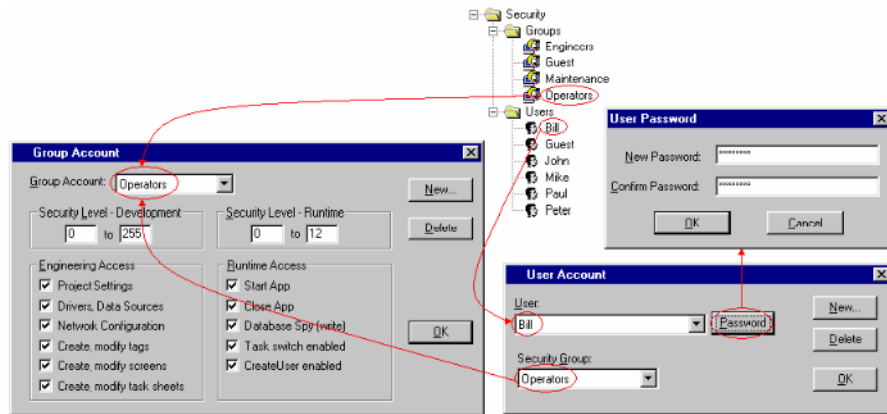 Security
Groups
Engineers
Guest
Maintenance
Operators
Users
Bill
Guest
John
Mike
Paul
Peter
Group Account
Group Account: Operators
New...
Delete
Security Level - Development
0 to 255
Security Level - Runtime
0 to 12
Engineering Access
Project Settings
Drivers, Data Sources
Network Configuration
Create, modify tags
Create, modify screens
Create, modify task sheets
Runtime Access
Start App
Close App
Database Spy (write)
Task switch enabled
CreateUser enabled
OK
User Password
New Password: *********
Confirm Password: *********
OK
Cancel
User Account
User:
Bill
Password
New...
Delete
Security Group:
Operators
OK